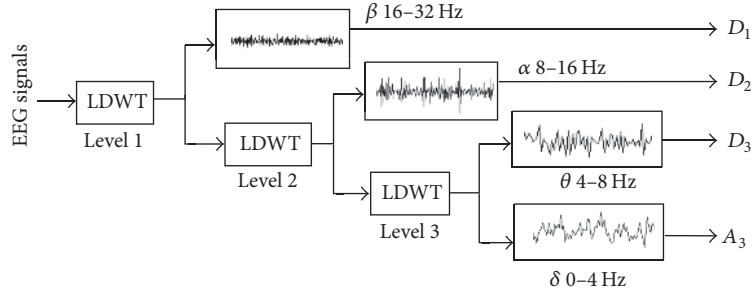 EEG signals
LDWT
Level 1
β 16–32 Hz
D1
LDWT
Level 2
α 8–16 Hz
D2
LDWT
Level 3
θ 4–8 Hz
D3
δ 0–4 Hz
A3